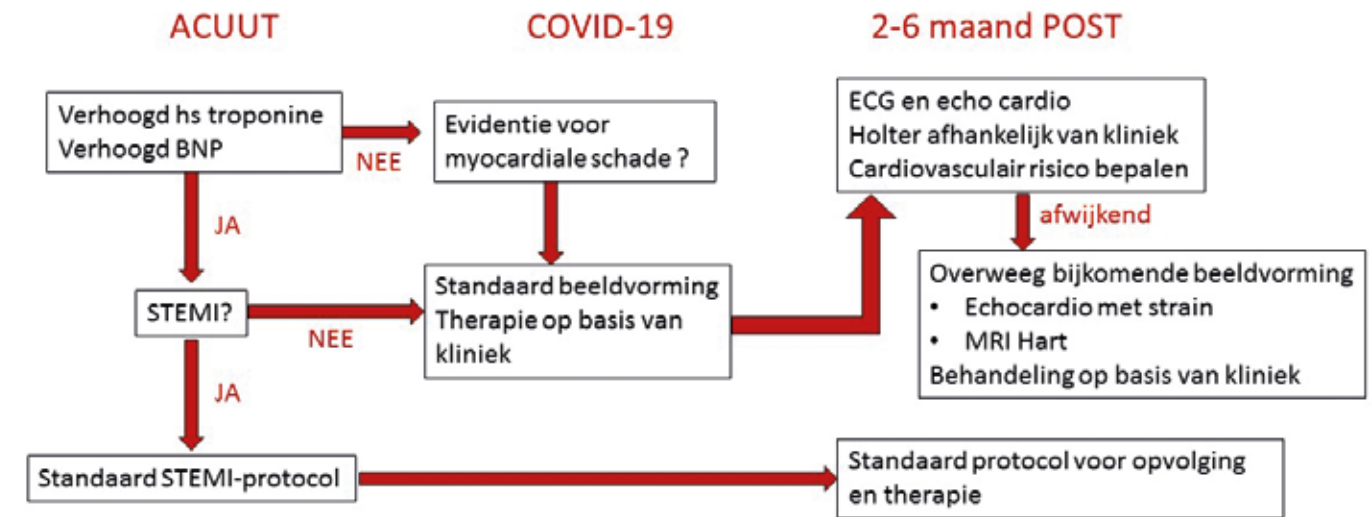 ACUUT
COVID-19
2-6 maand POST
Verhoogd hs troponine
Verhoogd BNP
NEE
Evidentie voor
myocardiale schade ?
ECG en echo cardio
Holter afhankelijk van kliniek
Cardiovasculair risico bepalen
JA
afwijkend
STEMI?
NEE
Standaard beeldvorming
Therapie op basis van
kliniek
Overweeg bijkomende beeldvorming
• Echocardio met strain
• MRI Hart
Behandeling op basis van kliniek
JA
Standaard STEMI-protocol
Standaard protocol voor opvolging
en therapie